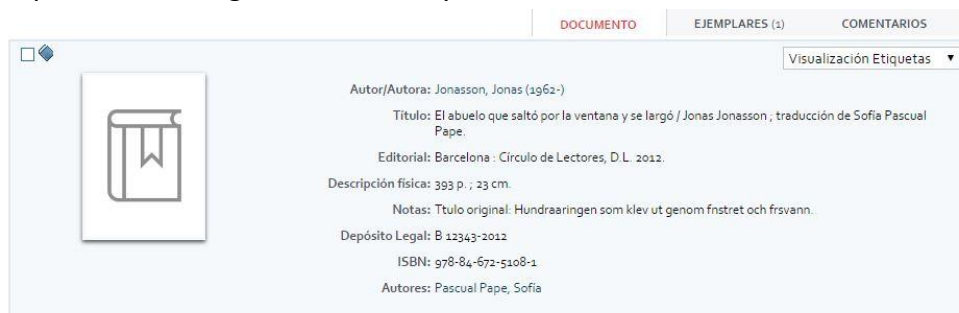 DOCUMENTO EJEMPLARES (1) COMENTARIOS
Visualización Etiquetas
Autor/Autora: Jonasson, Jonas (1962-)
Título: El abuelo que saltó por la ventana y se largó / Jonas Jonasson ; traducción de Sofía Pascual
Pape.
Editorial: Barcelona : Círculo de Lectores, D.L. 2012.
Descripción física: 393 p. ; 23 cm.
Notas: Ttulo original: Hundraaringen som klev ut genom fnstret och frsvann.
Depósito Legal: B 12343-2012
ISBN: 978-84-672-5108-1
Autores: Pascual Pape, Sofía